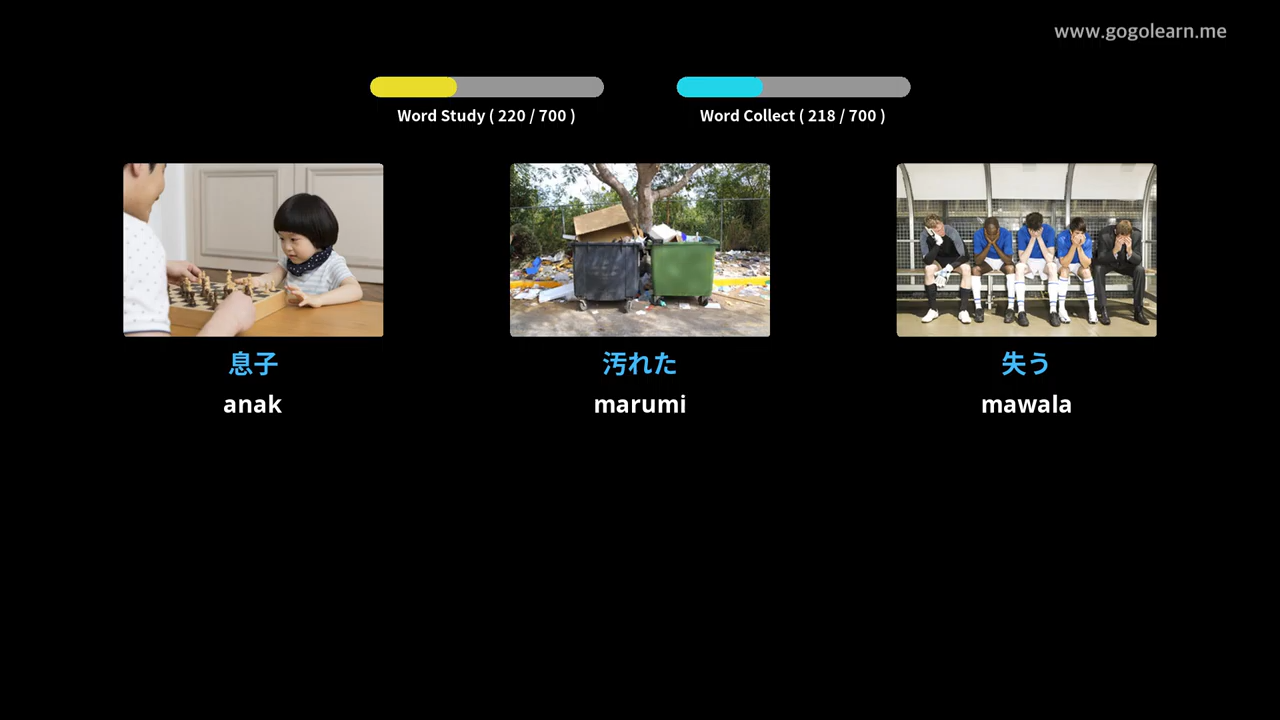 www.gogolearn.me
Word Study ( 220 / 700 )
Word Collect ( 218 / 700 )
息子
anak
汚れた
marumi
失う
mawala